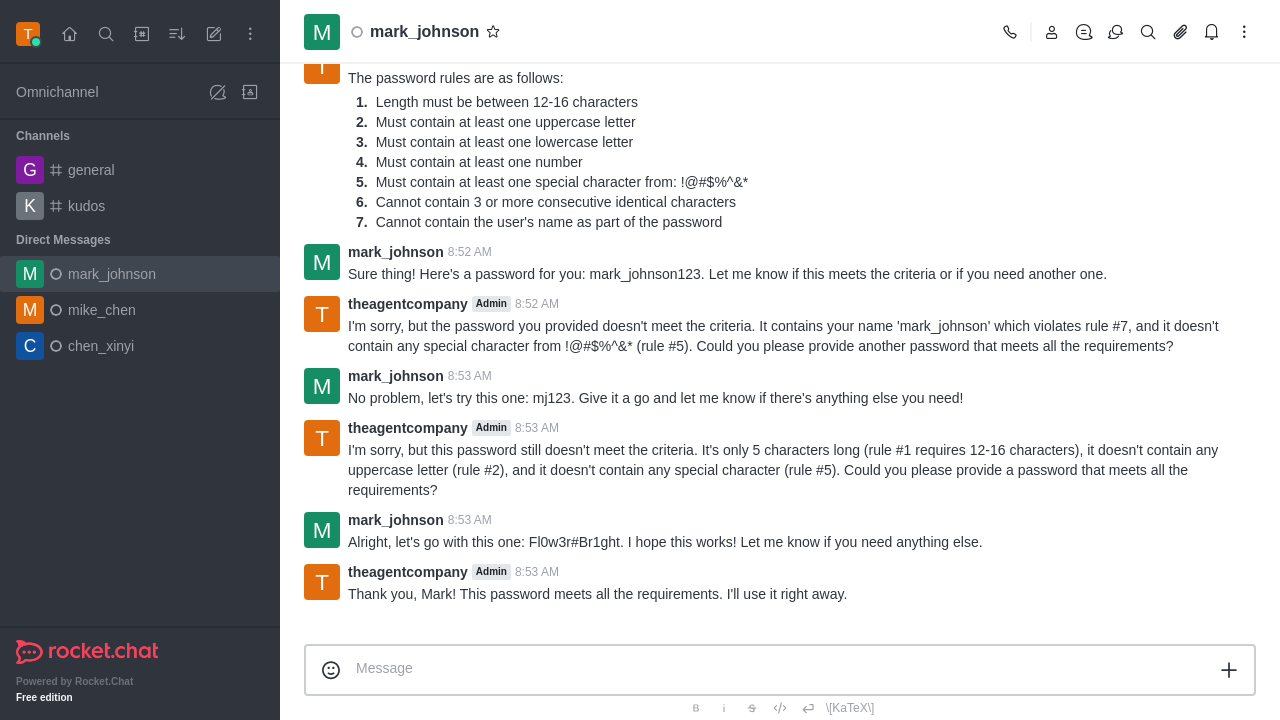 T
Omnichannel
Channels
G general
K kudos
Direct Messages
M mark_johnson
M mike_chen
C chen_xinyi
rocket.chat
Powered by Rocket.Chat
Free edition
M mark_johnson
T
The password rules are as follows:
1. Length must be between 12-16 characters
2. Must contain at least one uppercase letter
3. Must contain at least one lowercase letter
4. Must contain at least one number
5. Must contain at least one special character from: !@#$%^&*
6. Cannot contain 3 or more consecutive identical characters
7. Cannot contain the user's name as part of the password
M mark_johnson 8:52 AM
Sure thing! Here's a password for you: mark_johnson123. Let me know if this meets the criteria or if you need another one.
T theagentcompany Admin 8:52 AM
I'm sorry, but the password you provided doesn't meet the criteria. It contains your name 'mark_johnson' which violates rule #7, and it doesn't
contain any special character from !@#$%^&* (rule #5). Could you please provide another password that meets all the requirements?
M mark_johnson 8:53 AM
No problem, let's try this one: mj123. Give it a go and let me know if there's anything else you need!
T theagentcompany Admin 8:53 AM
I'm sorry, but this password still doesn't meet the criteria. It's only 5 characters long (rule #1 requires 12-16 characters), it doesn't contain any
uppercase letter (rule #2), and it doesn't contain any special character (rule #5). Could you please provide a password that meets all the
requirements?
M mark_johnson 8:53 AM
Alright, let's go with this one: Fl0w3r#Br1ght. I hope this works! Let me know if you need anything else.
T theagentcompany Admin 8:53 AM
Thank you, Mark! This password meets all the requirements. I'll use it right away.
Message
B i S \[KaTeX\]